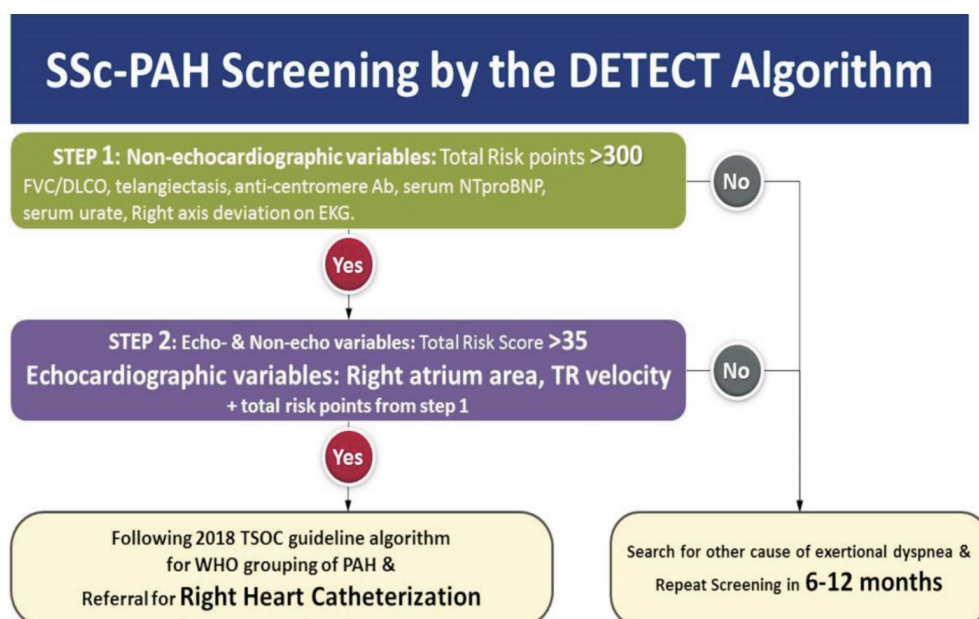 SSc-PAH Screening by the DETECT Algorithm
STEP 1: Non-echocardiographic variables: Total Risk points >300
FVC/DLCO, telangiectasis, anti-centromere Ab, serum NTproBNP,
serum urate, Right axis deviation on EKG.
No
Yes
STEP 2: Echo- & Non-echo variables: Total Risk Score >35
Echocardiographic variables: Right atrium area, TR velocity
+ total risk points from step 1
No
Yes
Following 2018 TSOC guideline algorithm
for WHO grouping of PAH &
Referral for Right Heart Catheterization
Search for other cause of exertional dyspnea &
Repeat Screening in 6-12 months